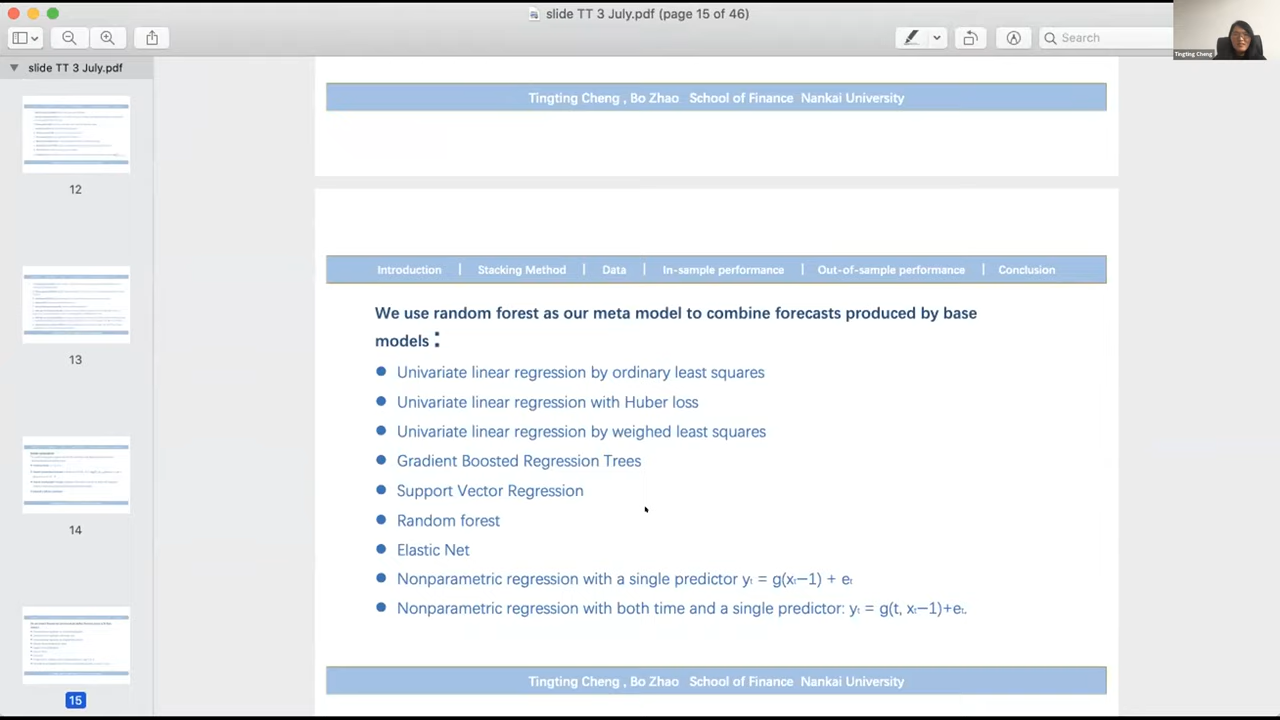 slide TT 3 July.pdf (page 15 of 46)
Search
Tingting Cheng
slide TT 3 July.pdf
12
13
14
15
Tingting Cheng , Bo Zhao School of Finance Nankai University
Introduction | Stacking Method | Data | In-sample performance | Out-of-sample performance | Conclusion
We use random forest as our meta model to combine forecasts produced by base
models：
● Univariate linear regression by ordinary least squares
● Univariate linear regression with Huber loss
● Univariate linear regression by weighed least squares
● Gradient Boosted Regression Trees
● Support Vector Regression
● Random forest
● Elastic Net
● Nonparametric regression with a single predictor yₜ = g(xₜ−1) + eₜ
● Nonparametric regression with both time and a single predictor: yₜ = g(t, xₜ−1)+eₜ.
Tingting Cheng , Bo Zhao School of Finance Nankai University